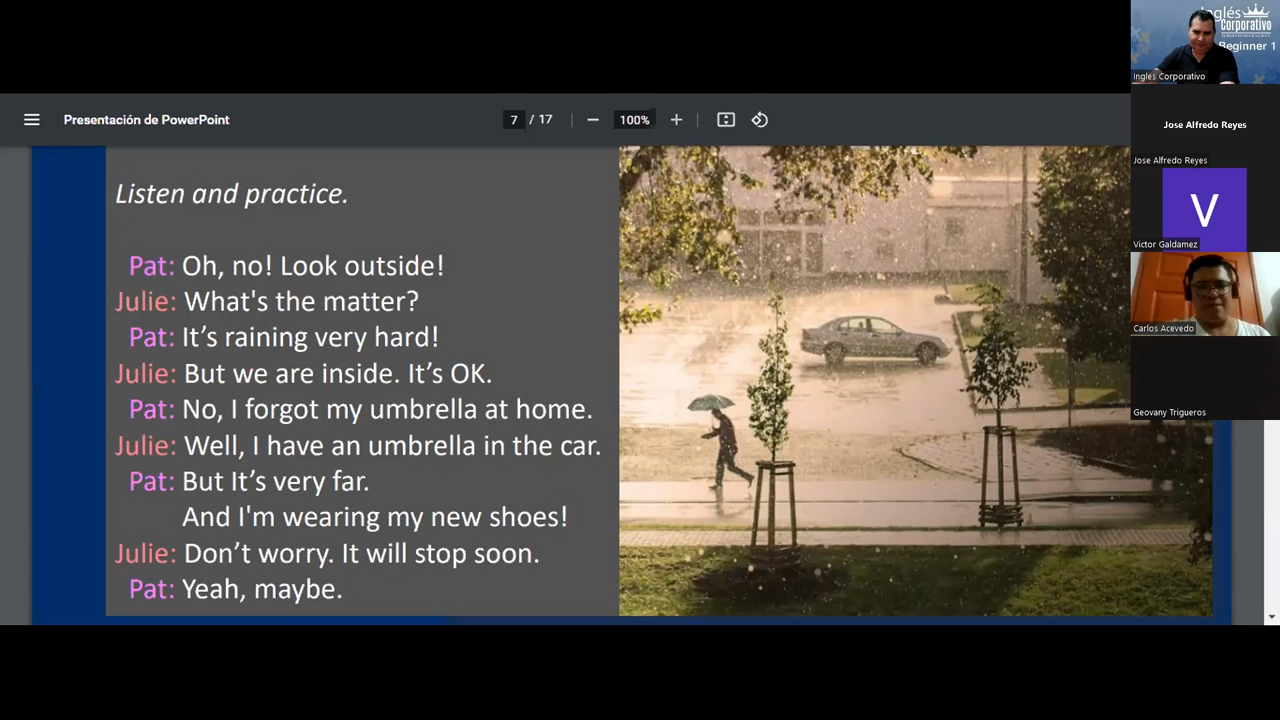 Presentación de PowerPoint
7 / 17
100%
Listen and practice.
Pat: Oh, no! Look outside!
Julie: What's the matter?
Pat: It’s raining very hard!
Julie: But we are inside. It’s OK.
Pat: No, I forgot my umbrella at home.
Julie: Well, I have an umbrella in the car.
Pat: But It’s very far.
And I'm wearing my new shoes!
Julie: Don’t worry. It will stop soon.
Pat: Yeah, maybe.
Inglés
Corporativo
Beginner 1
Ingles Corporativo
Jose Alfredo Reyes
Jose Alfredo Reyes
V
Victor Galdamez
Carlos Acevedo
Geovany Trigueros